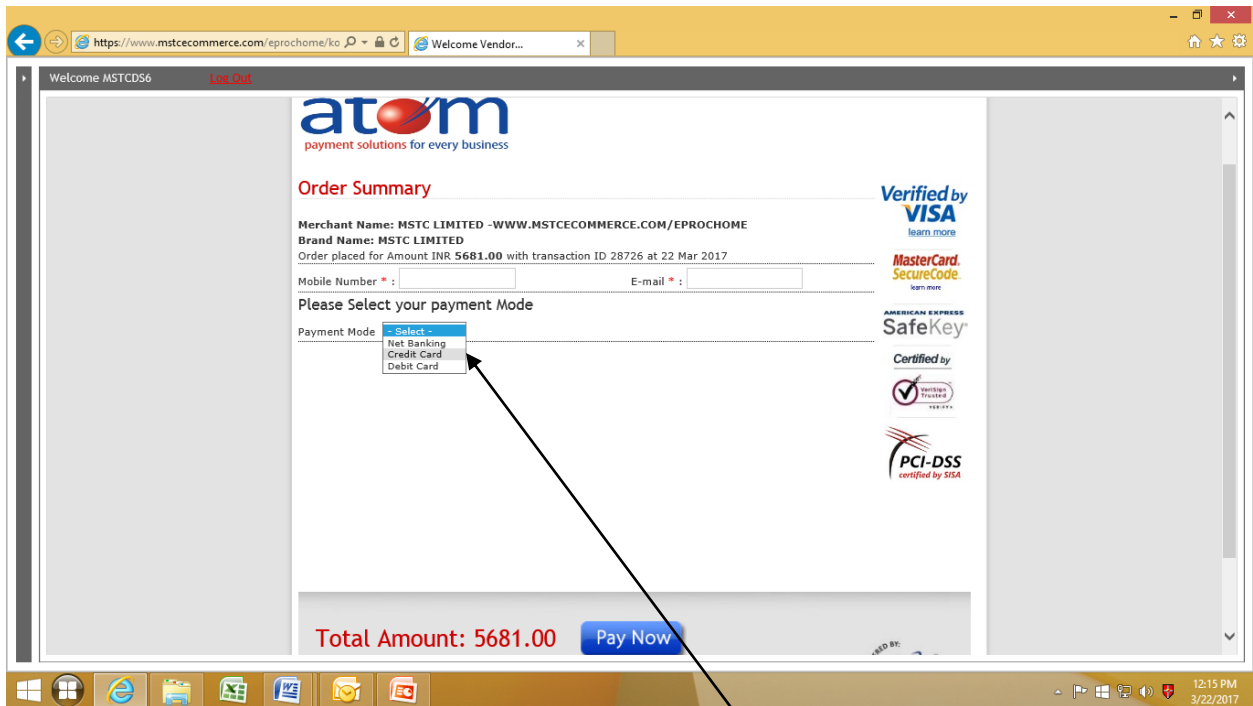 https://www.mstcecommerce.com/eprochome/ko
Welcome Vendor...
Welcome MSTCDS6 Log Out
atom
payment solutions for every business
Order Summary
Merchant Name: MSTC LIMITED -WWW.MSTCECOMMERCE.COM/EPROCHOME
Brand Name: MSTC LIMITED
Order placed for Amount INR 5681.00 with transaction ID 28726 at 22 Mar 2017
Mobile Number * : E-mail * :
Please Select your payment Mode
Payment Mode - Select -
Net Banking
Credit Card
Debit Card
Verified by
VISA
learn more
MasterCard.
SecureCode.
learn more
AMERICAN EXPRESS
SafeKey
Certified by
VeriSign
Trusted
VERIFY
PCI-DSS
certified by SISA
Total Amount: 5681.00 Pay Now
12:15 PM
3/22/2017